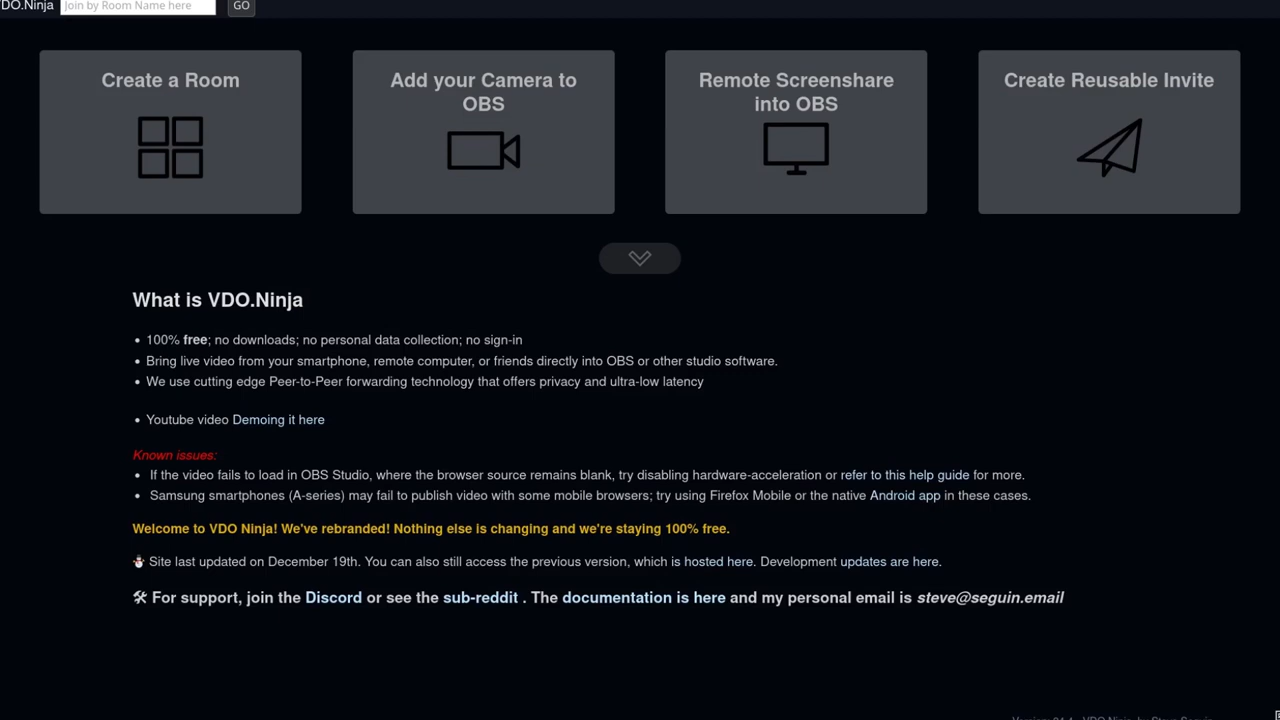 DO.Ninja Join by Room Name here GO
Create a Room
Add your Camera to
OBS
Remote Screenshare
into OBS
Create Reusable Invite
What is VDO.Ninja
• 100% free; no downloads; no personal data collection; no sign-in
• Bring live video from your smartphone, remote computer, or friends directly into OBS or other studio software.
• We use cutting edge Peer-to-Peer forwarding technology that offers privacy and ultra-low latency
• Youtube video Demoing it here
Known issues:
• If the video fails to load in OBS Studio, where the browser source remains blank, try disabling hardware-acceleration or refer to this help guide for more.
• Samsung smartphones (A-series) may fail to publish video with some mobile browsers; try using Firefox Mobile or the native Android app in these cases.
Welcome to VDO Ninja! We've rebranded! Nothing else is changing and we're staying 100% free.
⛄ Site last updated on December 19th. You can also still access the previous version, which is hosted here. Development updates are here.
🛠 For support, join the Discord or see the sub-reddit . The documentation is here and my personal email is steve@seguin.email